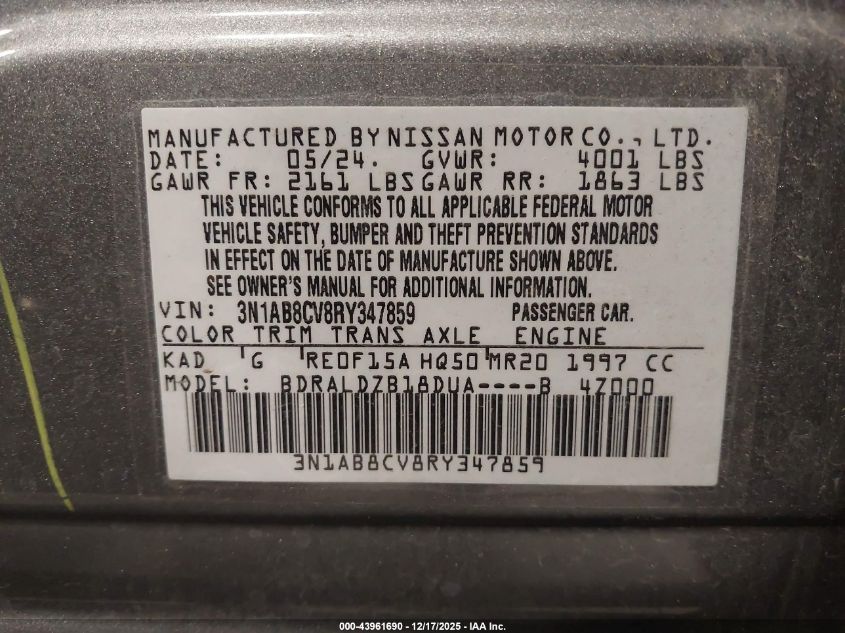 MANUFACTURED BY NISSAN MOTOR CO., LTD.
DATE: 05/24. GVWR: 4001 LBS
GAWR FR: 2161 LBS GAWR RR: 1863 LBS
THIS VEHICLE CONFORMS TO ALL APPLICABLE FEDERAL MOTOR
VEHICLE SAFETY, BUMPER AND THEFT PREVENTION STANDARDS
IN EFFECT ON THE DATE OF MANUFACTURE SHOWN ABOVE.
SEE OWNER'S MANUAL FOR ADDITIONAL INFORMATION.
VIN: 3N1AB8CV8RY347859 PASSENGER CAR.
COLOR TRIM TRANS AXLE ENGINE
KAD G RE0F15A HQ50 MR20 1997 CC
MODEL: BDRALDZB18DUA----B 4Z000
3N1AB8CV8RY347859
000-43961690 - 12/17/2025 - IAA Inc.